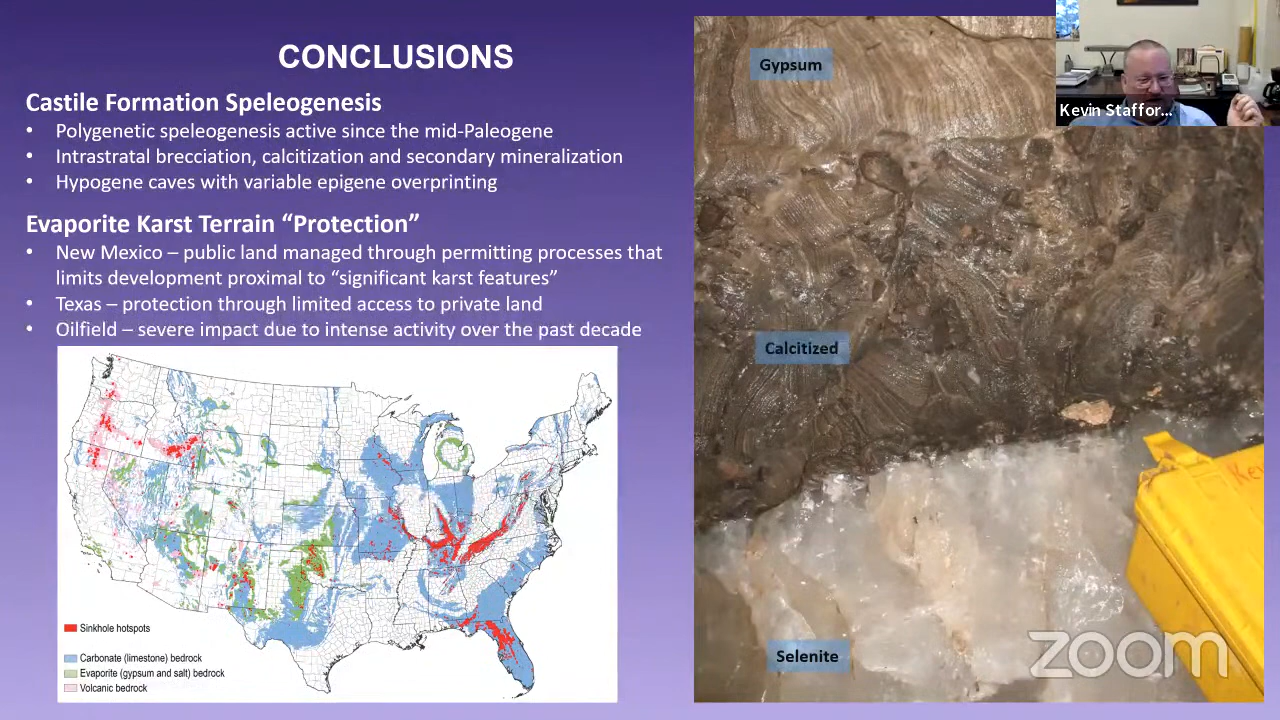 CONCLUSIONS
Castile Formation Speleogenesis
• Polygenetic speleogenesis active since the mid-Paleogene
• Intrastratal brecciation, calcitization and secondary mineralization
• Hypogene caves with variable epigene overprinting
Evaporite Karst Terrain “Protection”
• New Mexico – public land managed through permitting processes that
limits development proximal to “significant karst features”
• Texas – protection through limited access to private land
• Oilfield – severe impact due to intense activity over the past decade
Sinkhole hotspots
Carbonate (limestone) bedrock
Evaporite (gypsum and salt) bedrock
Volcanic bedrock
Gypsum
Calcitized
Selenite
Kevin Staffor...
Ke
zoom